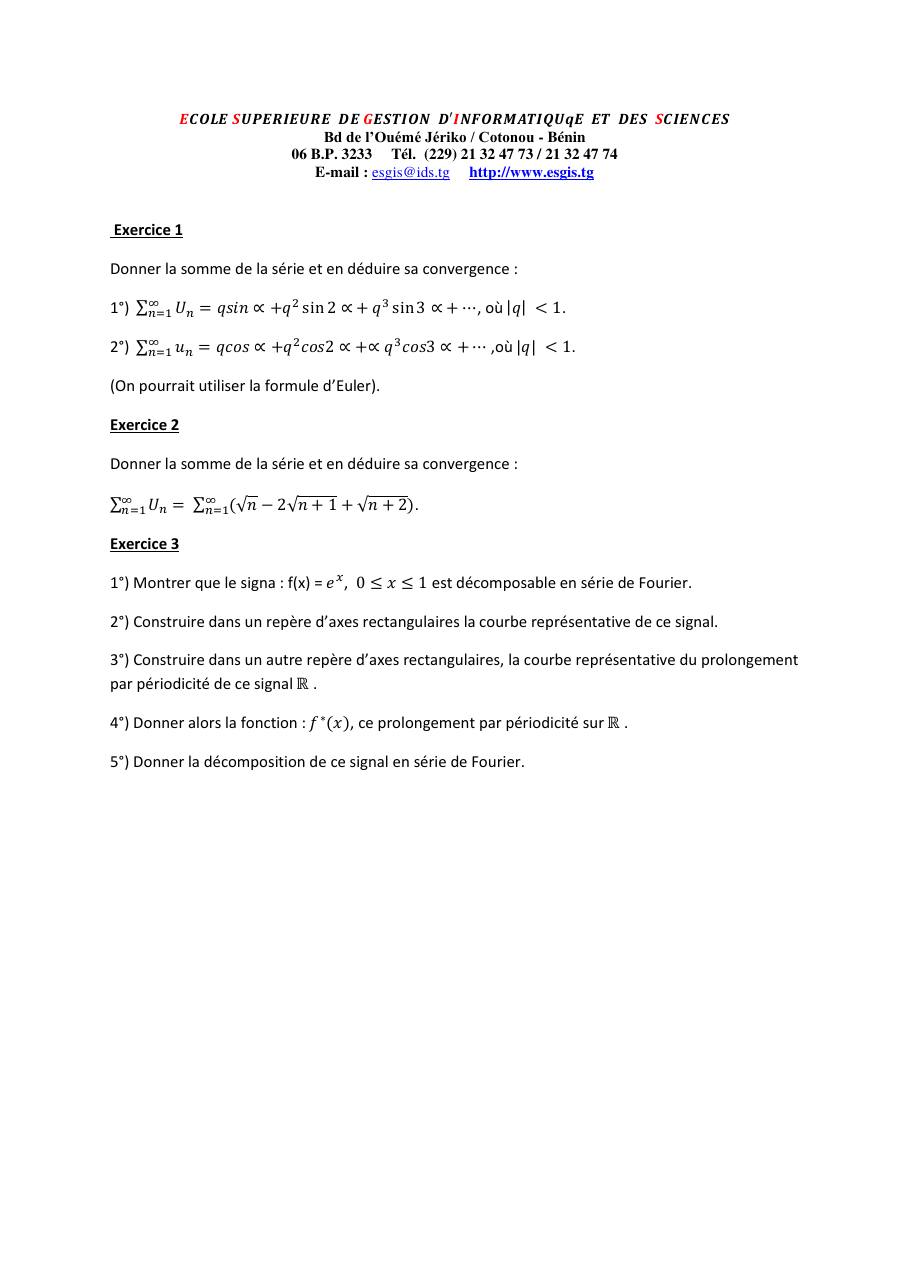 ECOLE SUPERIEURE DE GESTION D'INFORMATIQUqE ET DES SCIENCES
Bd de l'Ouémé Jériko / Cotonou - Bénin
06 B.P. 3233 Tél. (229) 21 32 47 73 / 21 32 47 74
E-mail : esgis@ids.tg http://www.esgis.tg
Exercice 1
Donner la somme de la série et en déduire sa convergence :
1°) ∑_{n=1}^{∞} U_n = qsin ∝ +q² sin 2 ∝ + q³ sin 3 ∝ + ⋯, où |q| < 1.
2°) ∑_{n=1}^{∞} u_n = qcos ∝ +q²cos2 ∝ +∝ q³cos3 ∝ + ⋯ ,où |q| < 1.
(On pourrait utiliser la formule d'Euler).
Exercice 2
Donner la somme de la série et en déduire sa convergence :
∑_{n=1}^{∞} U_n = ∑_{n=1}^{∞}(√n − 2√(n + 1) + √(n + 2)).
Exercice 3
1°) Montrer que le signa : f(x) = eˣ, 0 ≤ x ≤ 1 est décomposable en série de Fourier.
2°) Construire dans un repère d'axes rectangulaires la courbe représentative de ce signal.
3°) Construire dans un autre repère d'axes rectangulaires, la courbe représentative du prolongement
par périodicité de ce signal ℝ .
4°) Donner alors la fonction : f*(x), ce prolongement par périodicité sur ℝ .
5°) Donner la décomposition de ce signal en série de Fourier.